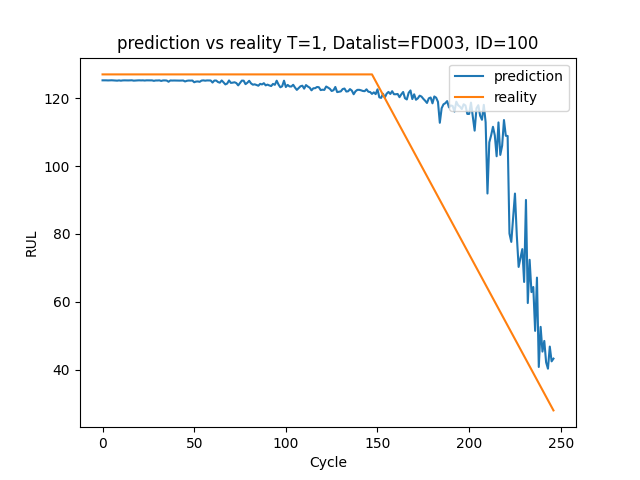 prediction vs reality T=1, Datalist=FD003, ID=100
prediction
reality
120
100
80
60
40
RUL
0 50 100 150 200 250
Cycle